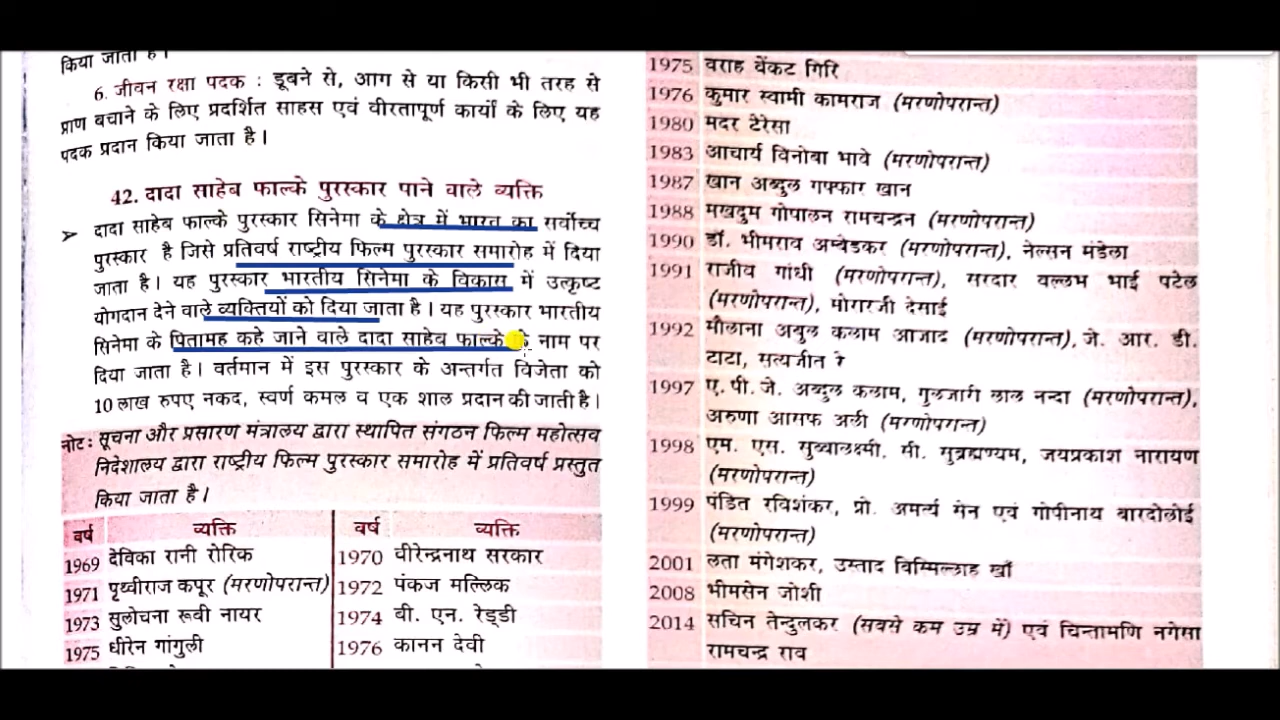 किया जाता है।
6. जीवन रक्षा पदक : डूबने से, आग से या किसी भी तरह से
प्राण बचाने के लिए प्रदर्शित साहस एवं वीरतापूर्ण कार्यों के लिए यह
पदक प्रदान किया जाता है।
42. दादा साहेब फाल्के पुरस्कार पाने वाले व्यक्ति
➤ दादा साहेब फाल्के पुरस्कार सिनेमा के क्षेत्र में भारत का सर्वोच्च
पुरस्कार है जिसे प्रतिवर्ष राष्ट्रीय फिल्म पुरस्कार समारोह में दिया
जाता है। यह पुरस्कार भारतीय सिनेमा के विकास में उत्कृष्ट
योगदान देने वाले व्यक्तियों को दिया जाता है। यह पुरस्कार भारतीय
सिनेमा के पितामह कहे जाने वाले दादा साहेब फाल्के के नाम पर
दिया जाता है। वर्तमान में इस पुरस्कार के अन्तर्गत विजेता को
10 लाख रुपए नकद, स्वर्ण कमल व एक शाल प्रदान की जाती है।
नोट: सूचना और प्रसारण मंत्रालय द्वारा स्थापित संगठन फिल्म महोत्सव
निदेशालय द्वारा राष्ट्रीय फिल्म पुरस्कार समारोह में प्रतिवर्ष प्रस्तुत
किया जाता है।
वर्ष व्यक्ति वर्ष व्यक्ति
1969 देविका रानी रोरिक 1970 वीरेन्द्रनाथ सरकार
1971 पृथ्वीराज कपूर (मरणोपरान्त) 1972 पंकज मल्लिक
1973 सुलोचना रूबी नायर 1974 वी. एन. रेड्डी
1975 धीरेन गांगुली 1976 कानन देवी
1975 वराह वेंकट गिरि
1976 कुमार स्वामी कामराज (मरणोपरान्त)
1980 मदर टेरेसा
1983 आचार्य विनोबा भावे (मरणोपरान्त)
1987 खान अब्दुल गफ्फार खान
1988 मखदुम गोपालन रामचन्द्रन (मरणोपरान्त)
1990 डॉ. भीमराव अम्बेडकर (मरणोपरान्त), नेल्सन मंडेला
1991 राजीव गांधी (मरणोपरान्त), सरदार वल्लभ भाई पटेल
(मरणोपरान्त), मोरारजी देसाई
1992 मौलाना अबुल कलाम आजाद (मरणोपरान्त), जे. आर. डी.
टाटा, सत्यजीत रे
1997 ए. पी. जे. अब्दुल कलाम, गुलजारी लाल नन्दा (मरणोपरान्त),
अरुणा आसफ अली (मरणोपरान्त)
1998 एम. एस. सुब्बालक्ष्मी, सी. सुब्रह्मण्यम, जयप्रकाश नारायण
(मरणोपरान्त)
1999 पंडित रविशंकर, प्रो. अमर्त्य सेन एवं गोपीनाथ बारदोलोई
(मरणोपरान्त)
2001 लता मंगेशकर, उस्ताद बिस्मिल्लाह खाँ
2008 भीमसेन जोशी
2014 सचिन तेन्दुलकर (सबसे कम उम्र में) एवं चिन्तामणि नगेसा
रामचन्द्र राव